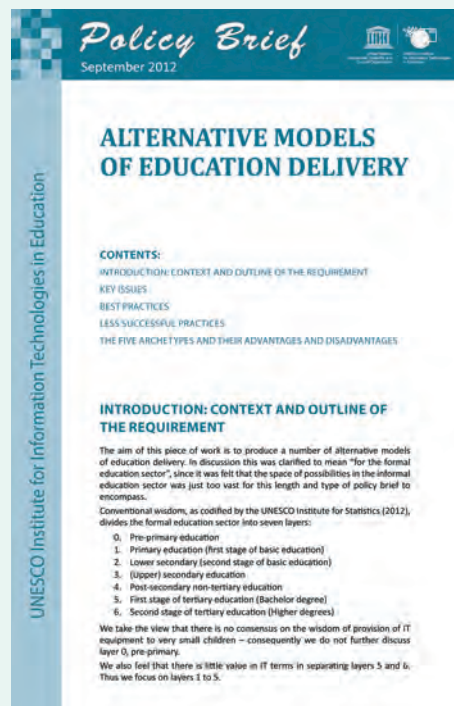 Policy Brief
September 2012
UNESCO Institute for Information Technologies in Education
ALTERNATIVE MODELS
OF EDUCATION DELIVERY
CONTENTS:
INTRODUCTION: CONTEXT AND OUTLINE OF THE REQUIREMENT
KEY ISSUES
BEST PRACTICES
LESS SUCCESSFUL PRACTICES
THE FIVE ARCHETYPES AND THEIR ADVANTAGES AND DISADVANTAGES
INTRODUCTION: CONTEXT AND OUTLINE OF
THE REQUIREMENT
The aim of this piece of work is to produce a number of alternative models
of education delivery. In discussion this was clarified to mean "for the formal
education sector", since it was felt that the space of possibilities in the informal
education sector was just too vast for this length and type of policy brief to
encompass.
Conventional wisdom, as codified by the UNESCO Institute for Statistics (2012),
divides the formal education sector into seven layers:
0. Pre-primary education
1. Primary education (first stage of basic education)
2. Lower secondary (second stage of basic education)
3. (Upper) secondary education
4. Post-secondary non-tertiary education
5. First stage of tertiary education (Bachelor degree)
6. Second stage of tertiary education (Higher degrees)
We take the view that there is no consensus on the wisdom of provision of IT
equipment to very small children – consequently we do not further discuss
layer 0, pre-primary.
We also feel that there is little value in IT terms in separating layers 5 and 6.
Thus we focus on layers 1 to 5.